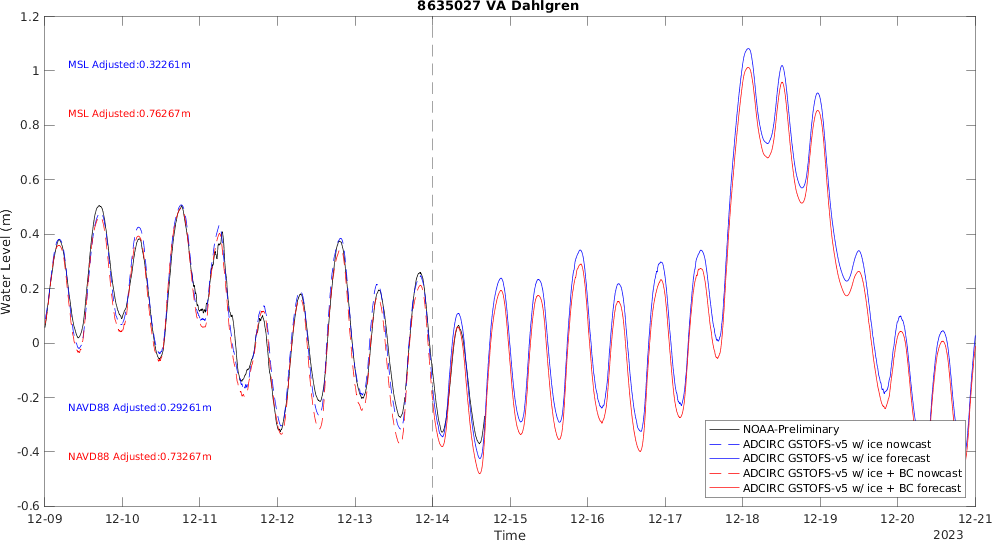 8635027 VA Dahlgren
1.2
1
0.8
0.6
0.4
0.2
0
-0.2
-0.4
-0.6
Water Level (m)
MSL Adjusted:0.32261m
MSL Adjusted:0.76267m
NAVD88 Adjusted:0.29261m
NAVD88 Adjusted:0.73267m
NOAA-Preliminary
ADCIRC GSTOFS-v5 w/ ice nowcast
ADCIRC GSTOFS-v5 w/ ice forecast
ADCIRC GSTOFS-v5 w/ ice + BC nowcast
ADCIRC GSTOFS-v5 w/ ice + BC forecast
12-09 12-10 12-11 12-12 12-13 12-14 12-15 12-16 12-17 12-18 12-19 12-20 12-21
Time
2023